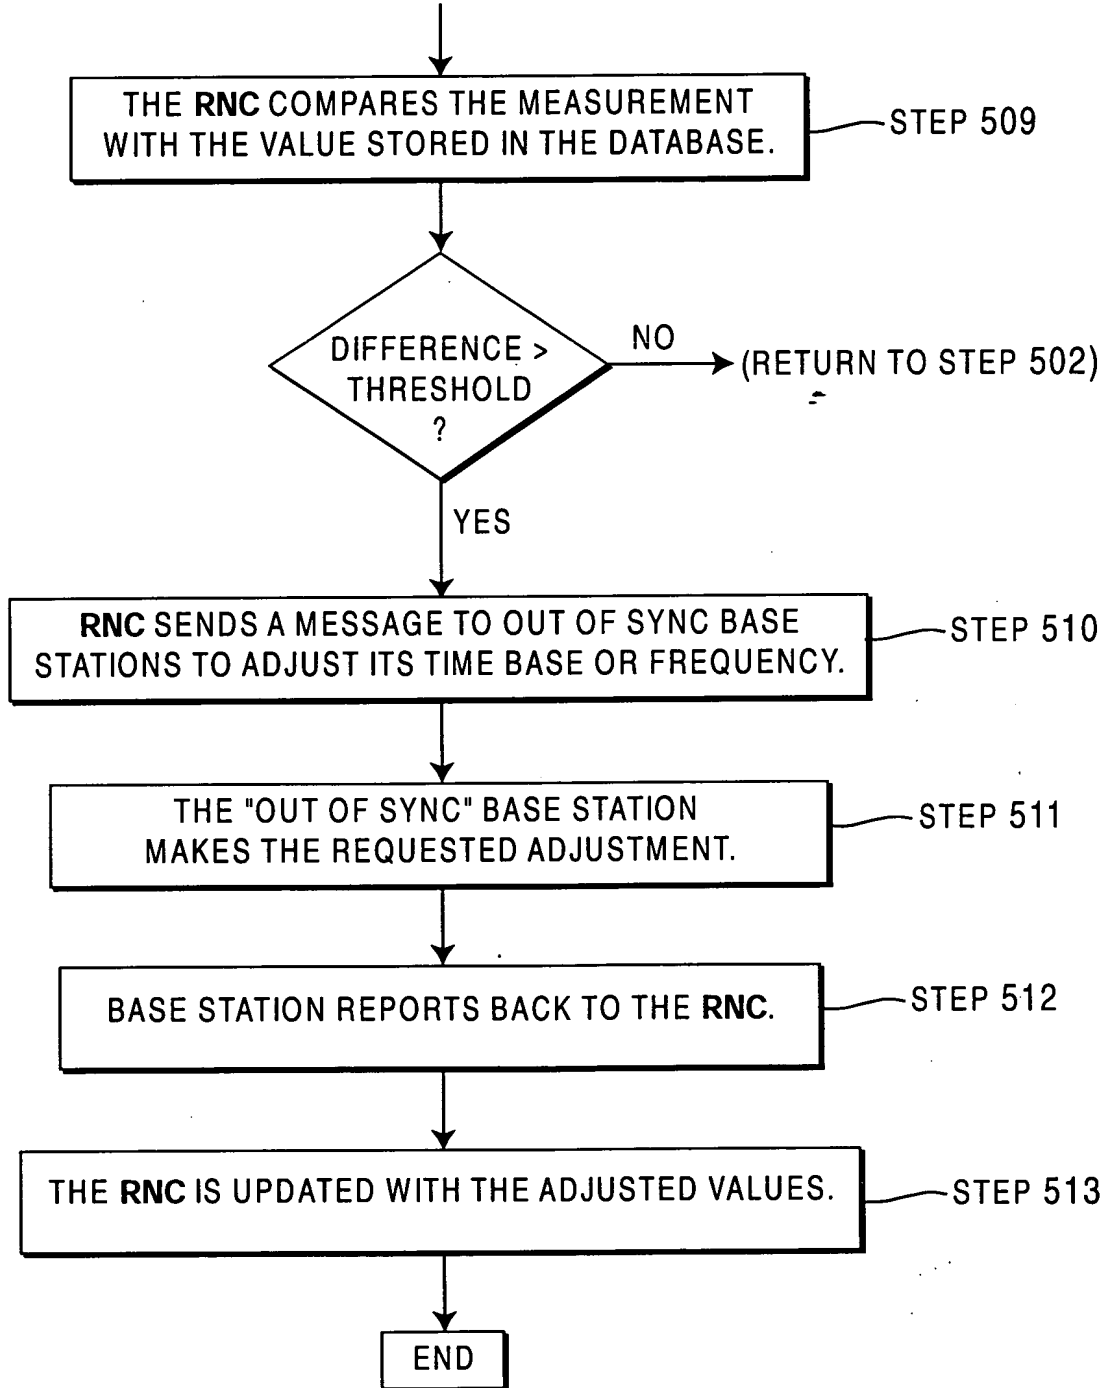 THE RNC COMPARES THE MEASUREMENT
WITH THE VALUE STORED IN THE DATABASE.
STEP 509
DIFFERENCE >
THRESHOLD
?
NO
(RETURN TO STEP 502)
YES
RNC SENDS A MESSAGE TO OUT OF SYNC BASE
STATIONS TO ADJUST ITS TIME BASE OR FREQUENCY.
STEP 510
THE "OUT OF SYNC" BASE STATION
MAKES THE REQUESTED ADJUSTMENT.
STEP 511
BASE STATION REPORTS BACK TO THE RNC.
STEP 512
THE RNC IS UPDATED WITH THE ADJUSTED VALUES.
STEP 513
END